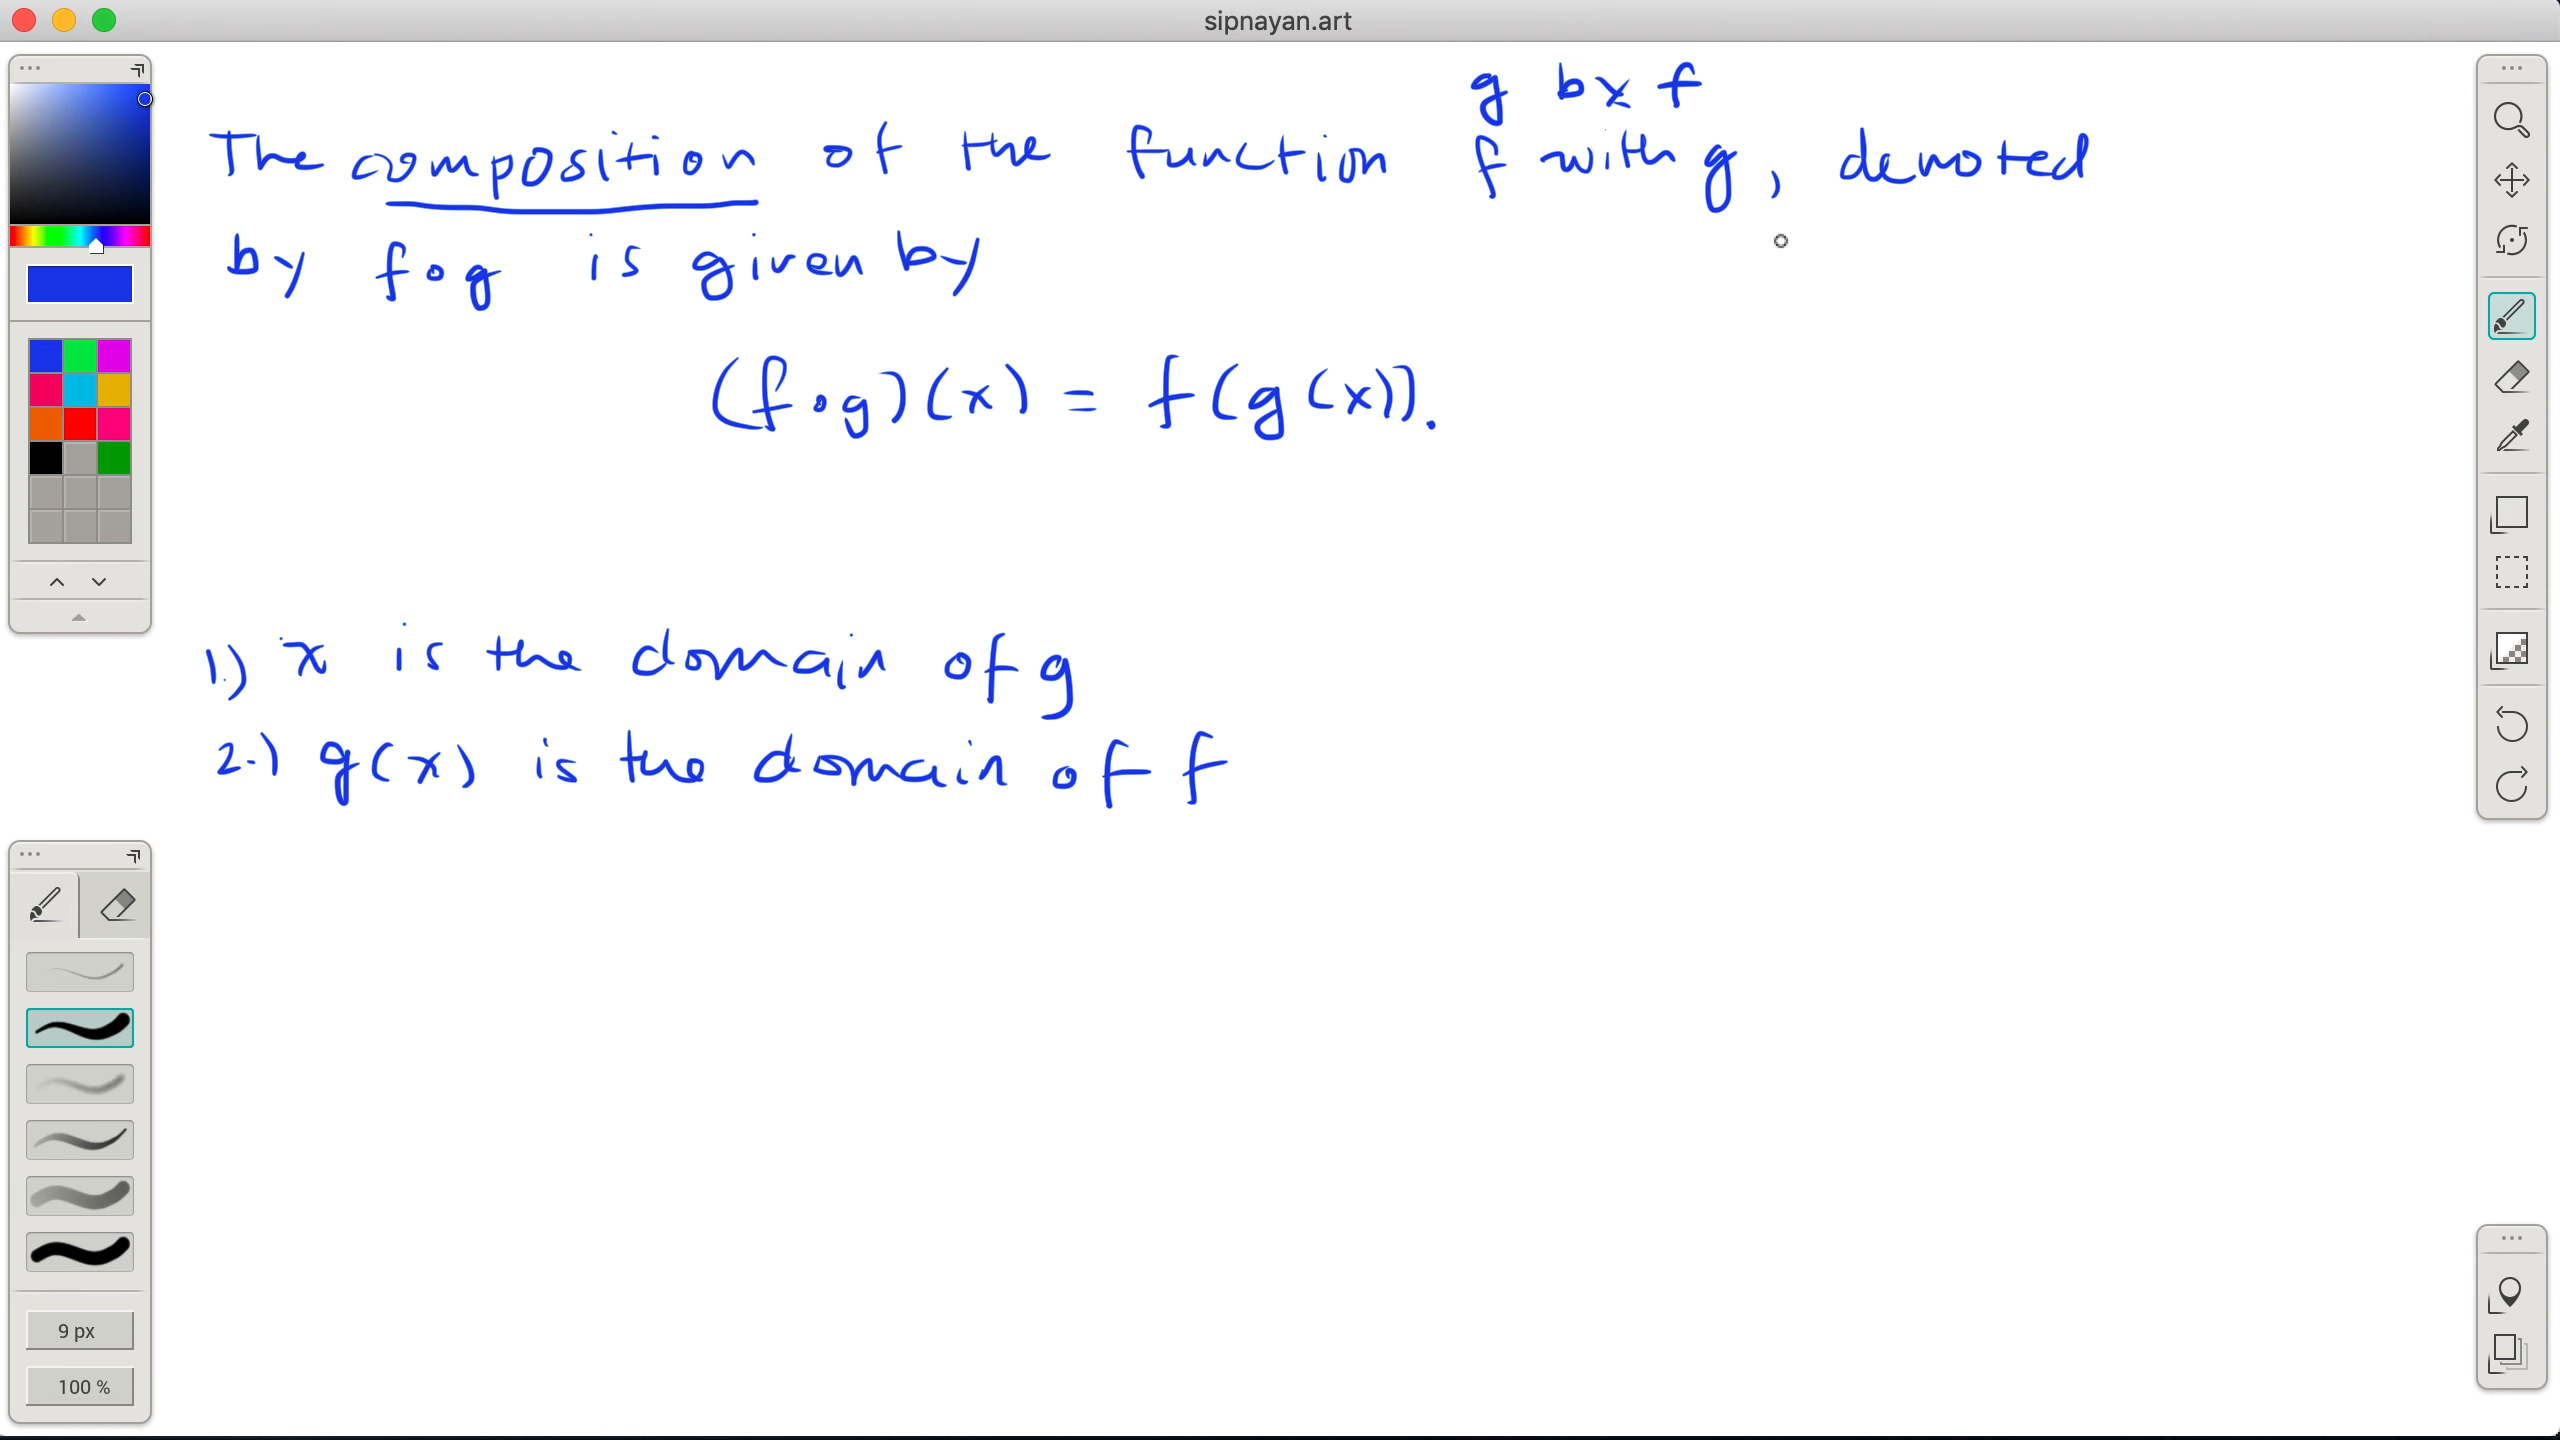 sipnayan.art
g by f
The composition of the function f with g, denoted
by f∘g is given by
(f∘g)(x) = f(g(x)).
1.) x is the domain of g
2.) g(x) is the domain of f
9 px
100 %